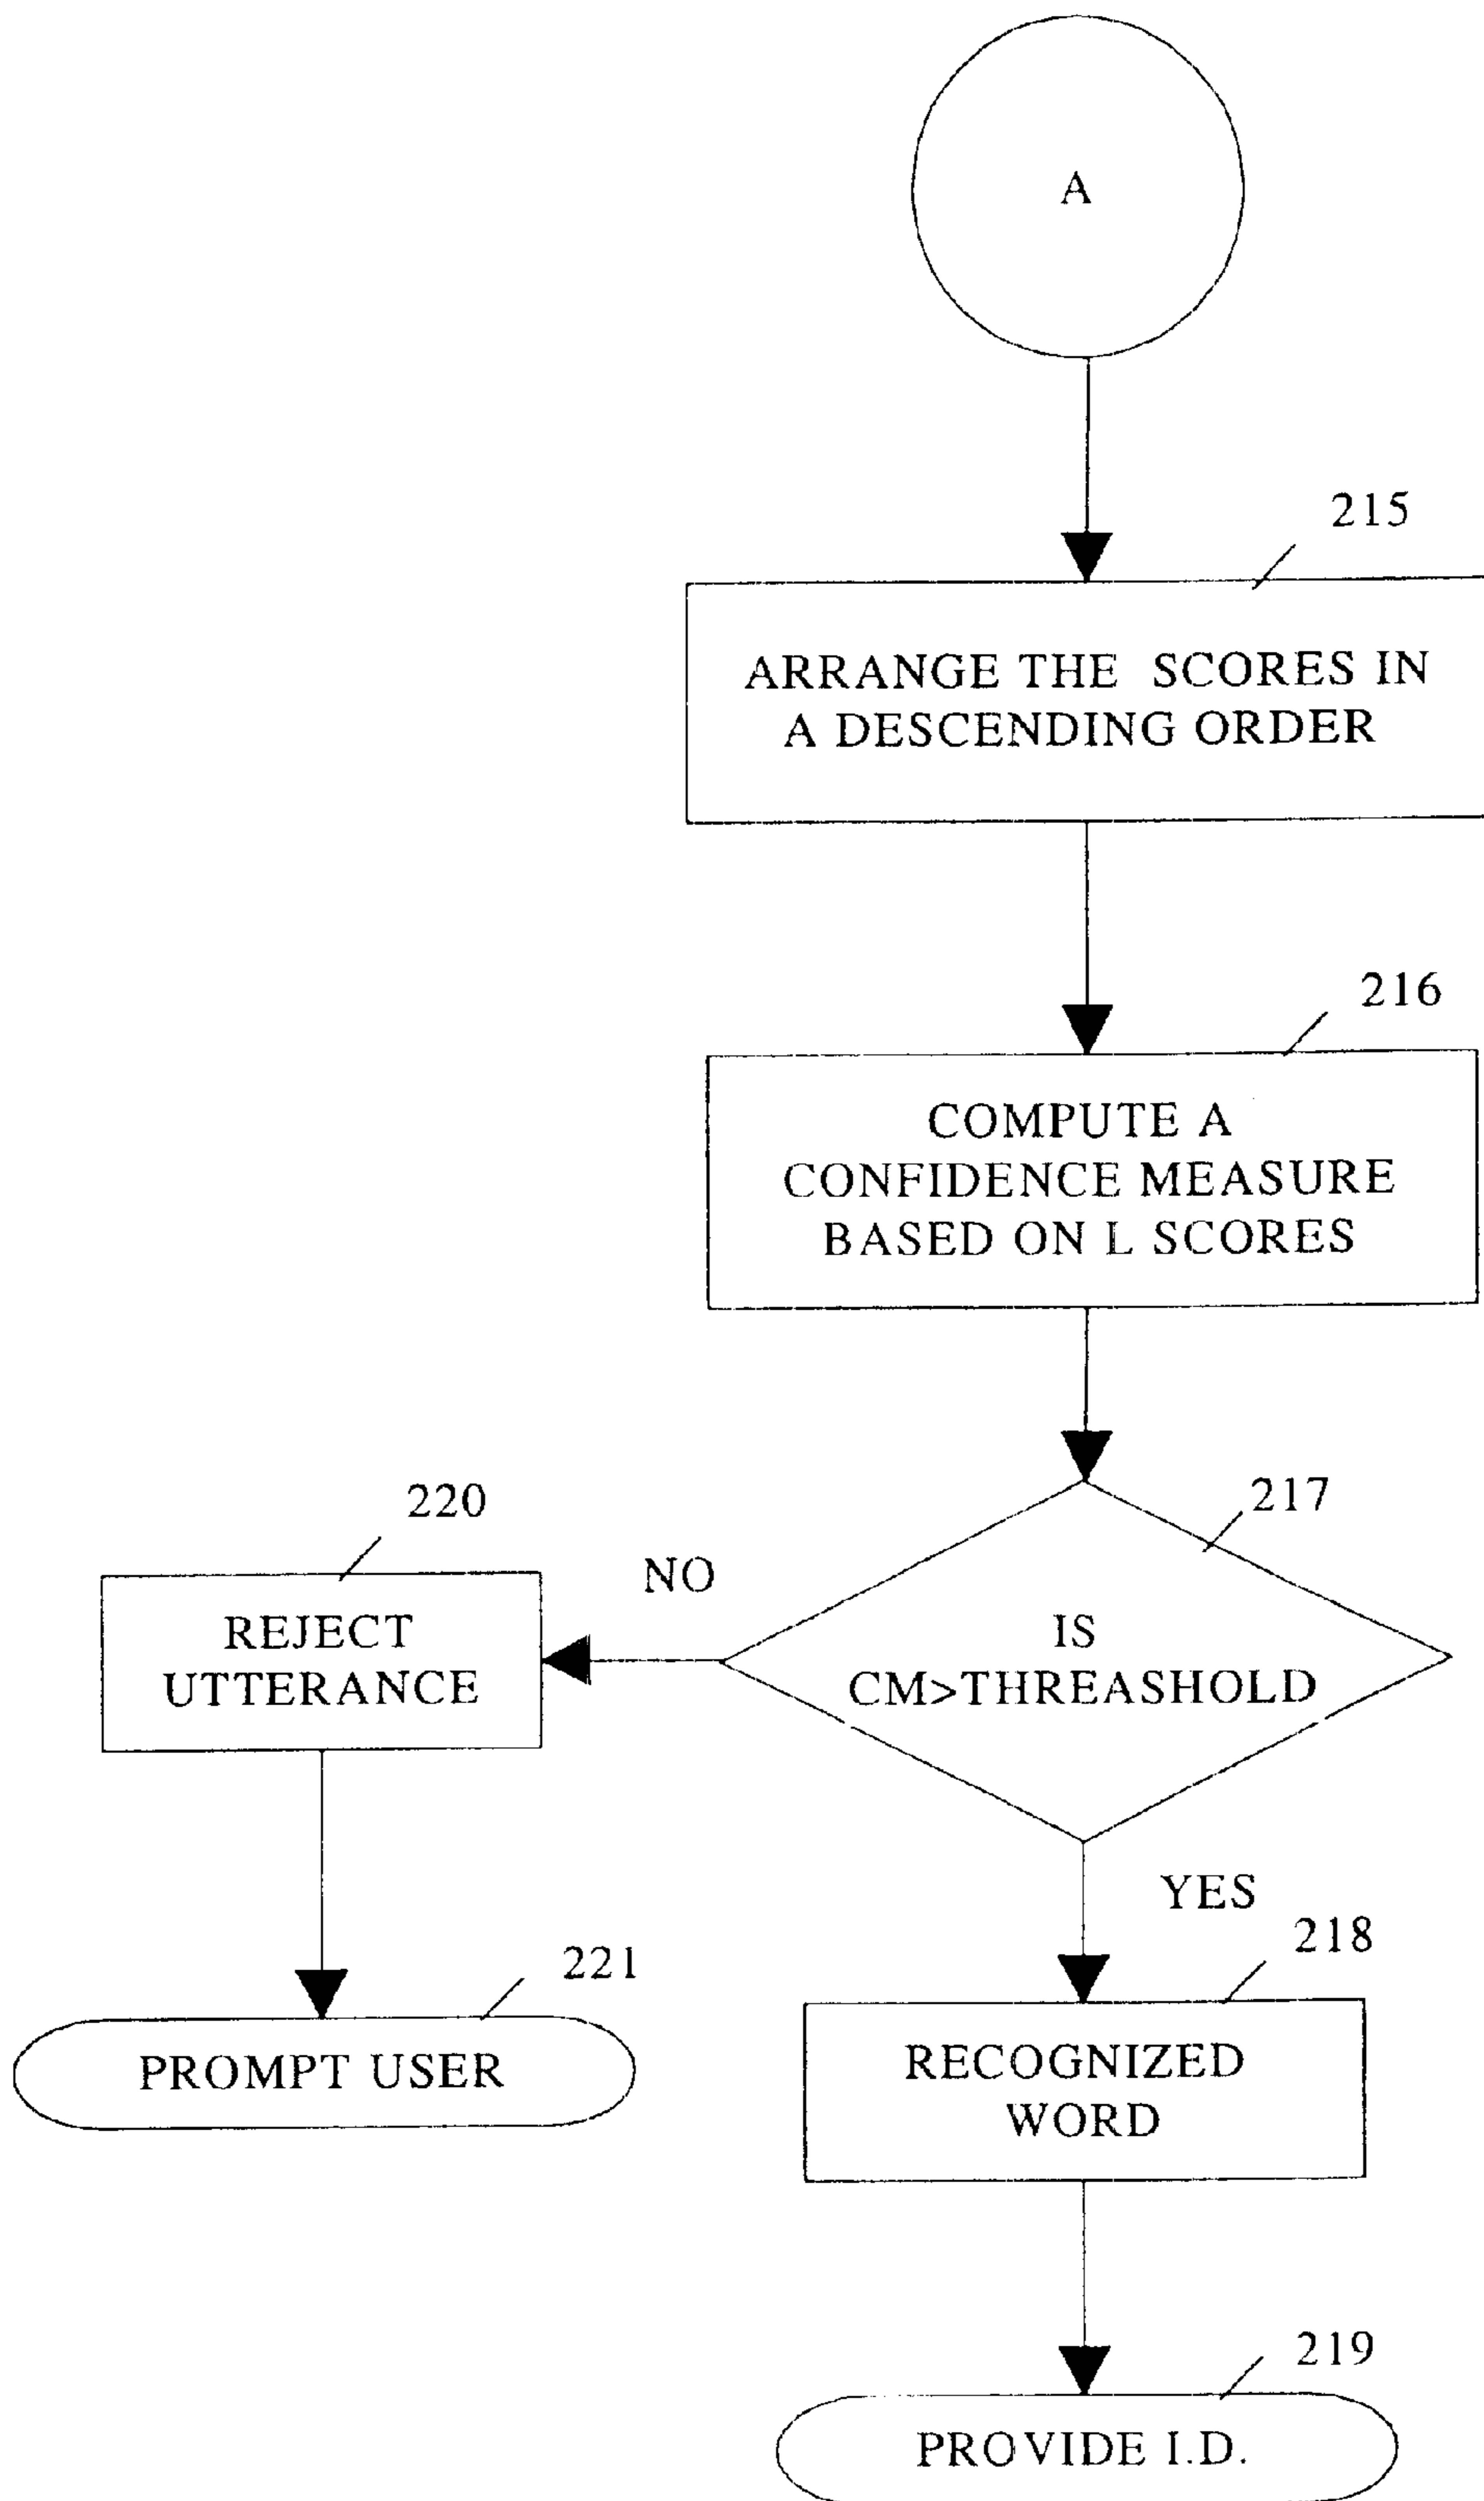 A
215
ARRANGE THE SCORES IN
A DESCENDING ORDER
216
COMPUTE A
CONFIDENCE MEASURE
BASED ON L SCORES
217
IS
CM>THREASHOLD
NO
220
REJECT
UTTERANCE
221
PROMPT USER
YES
218
RECOGNIZED
WORD
219
PROVIDE I.D.